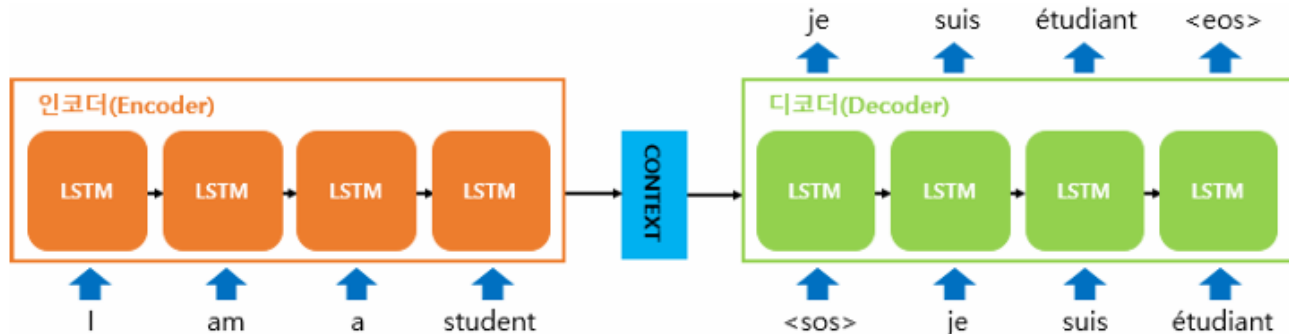 je suis étudiant <eos>
인코더(Encoder)
디코더(Decoder)
LSTM LSTM LSTM LSTM
CONTEXT
LSTM LSTM LSTM LSTM
I am a student
<sos> je suis étudiant